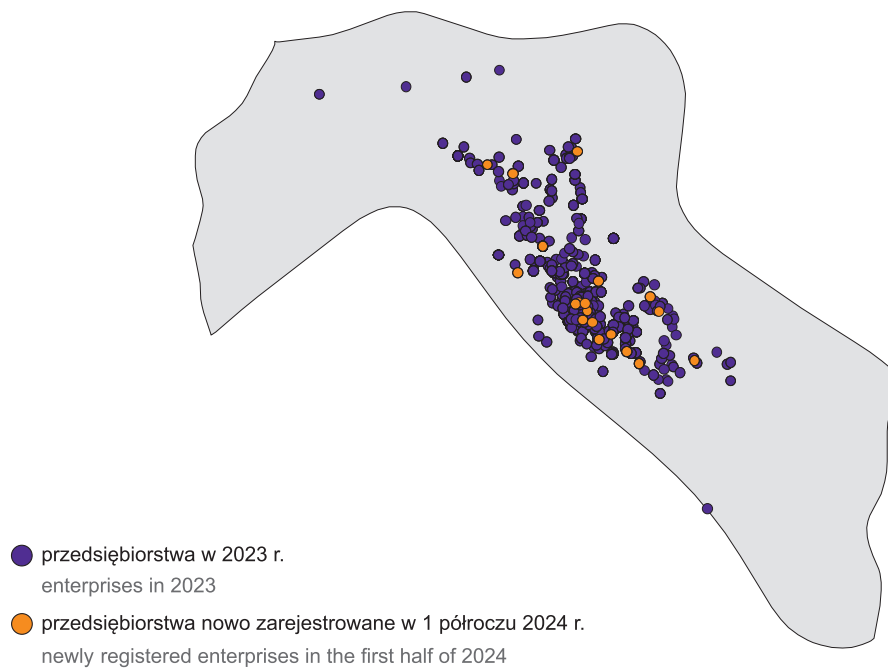 przedsiębiorstwa w 2023 r.
enterprises in 2023
przedsiębiorstwa nowo zarejestrowane w 1 półroczu 2024 r.
newly registered enterprises in the first half of 2024